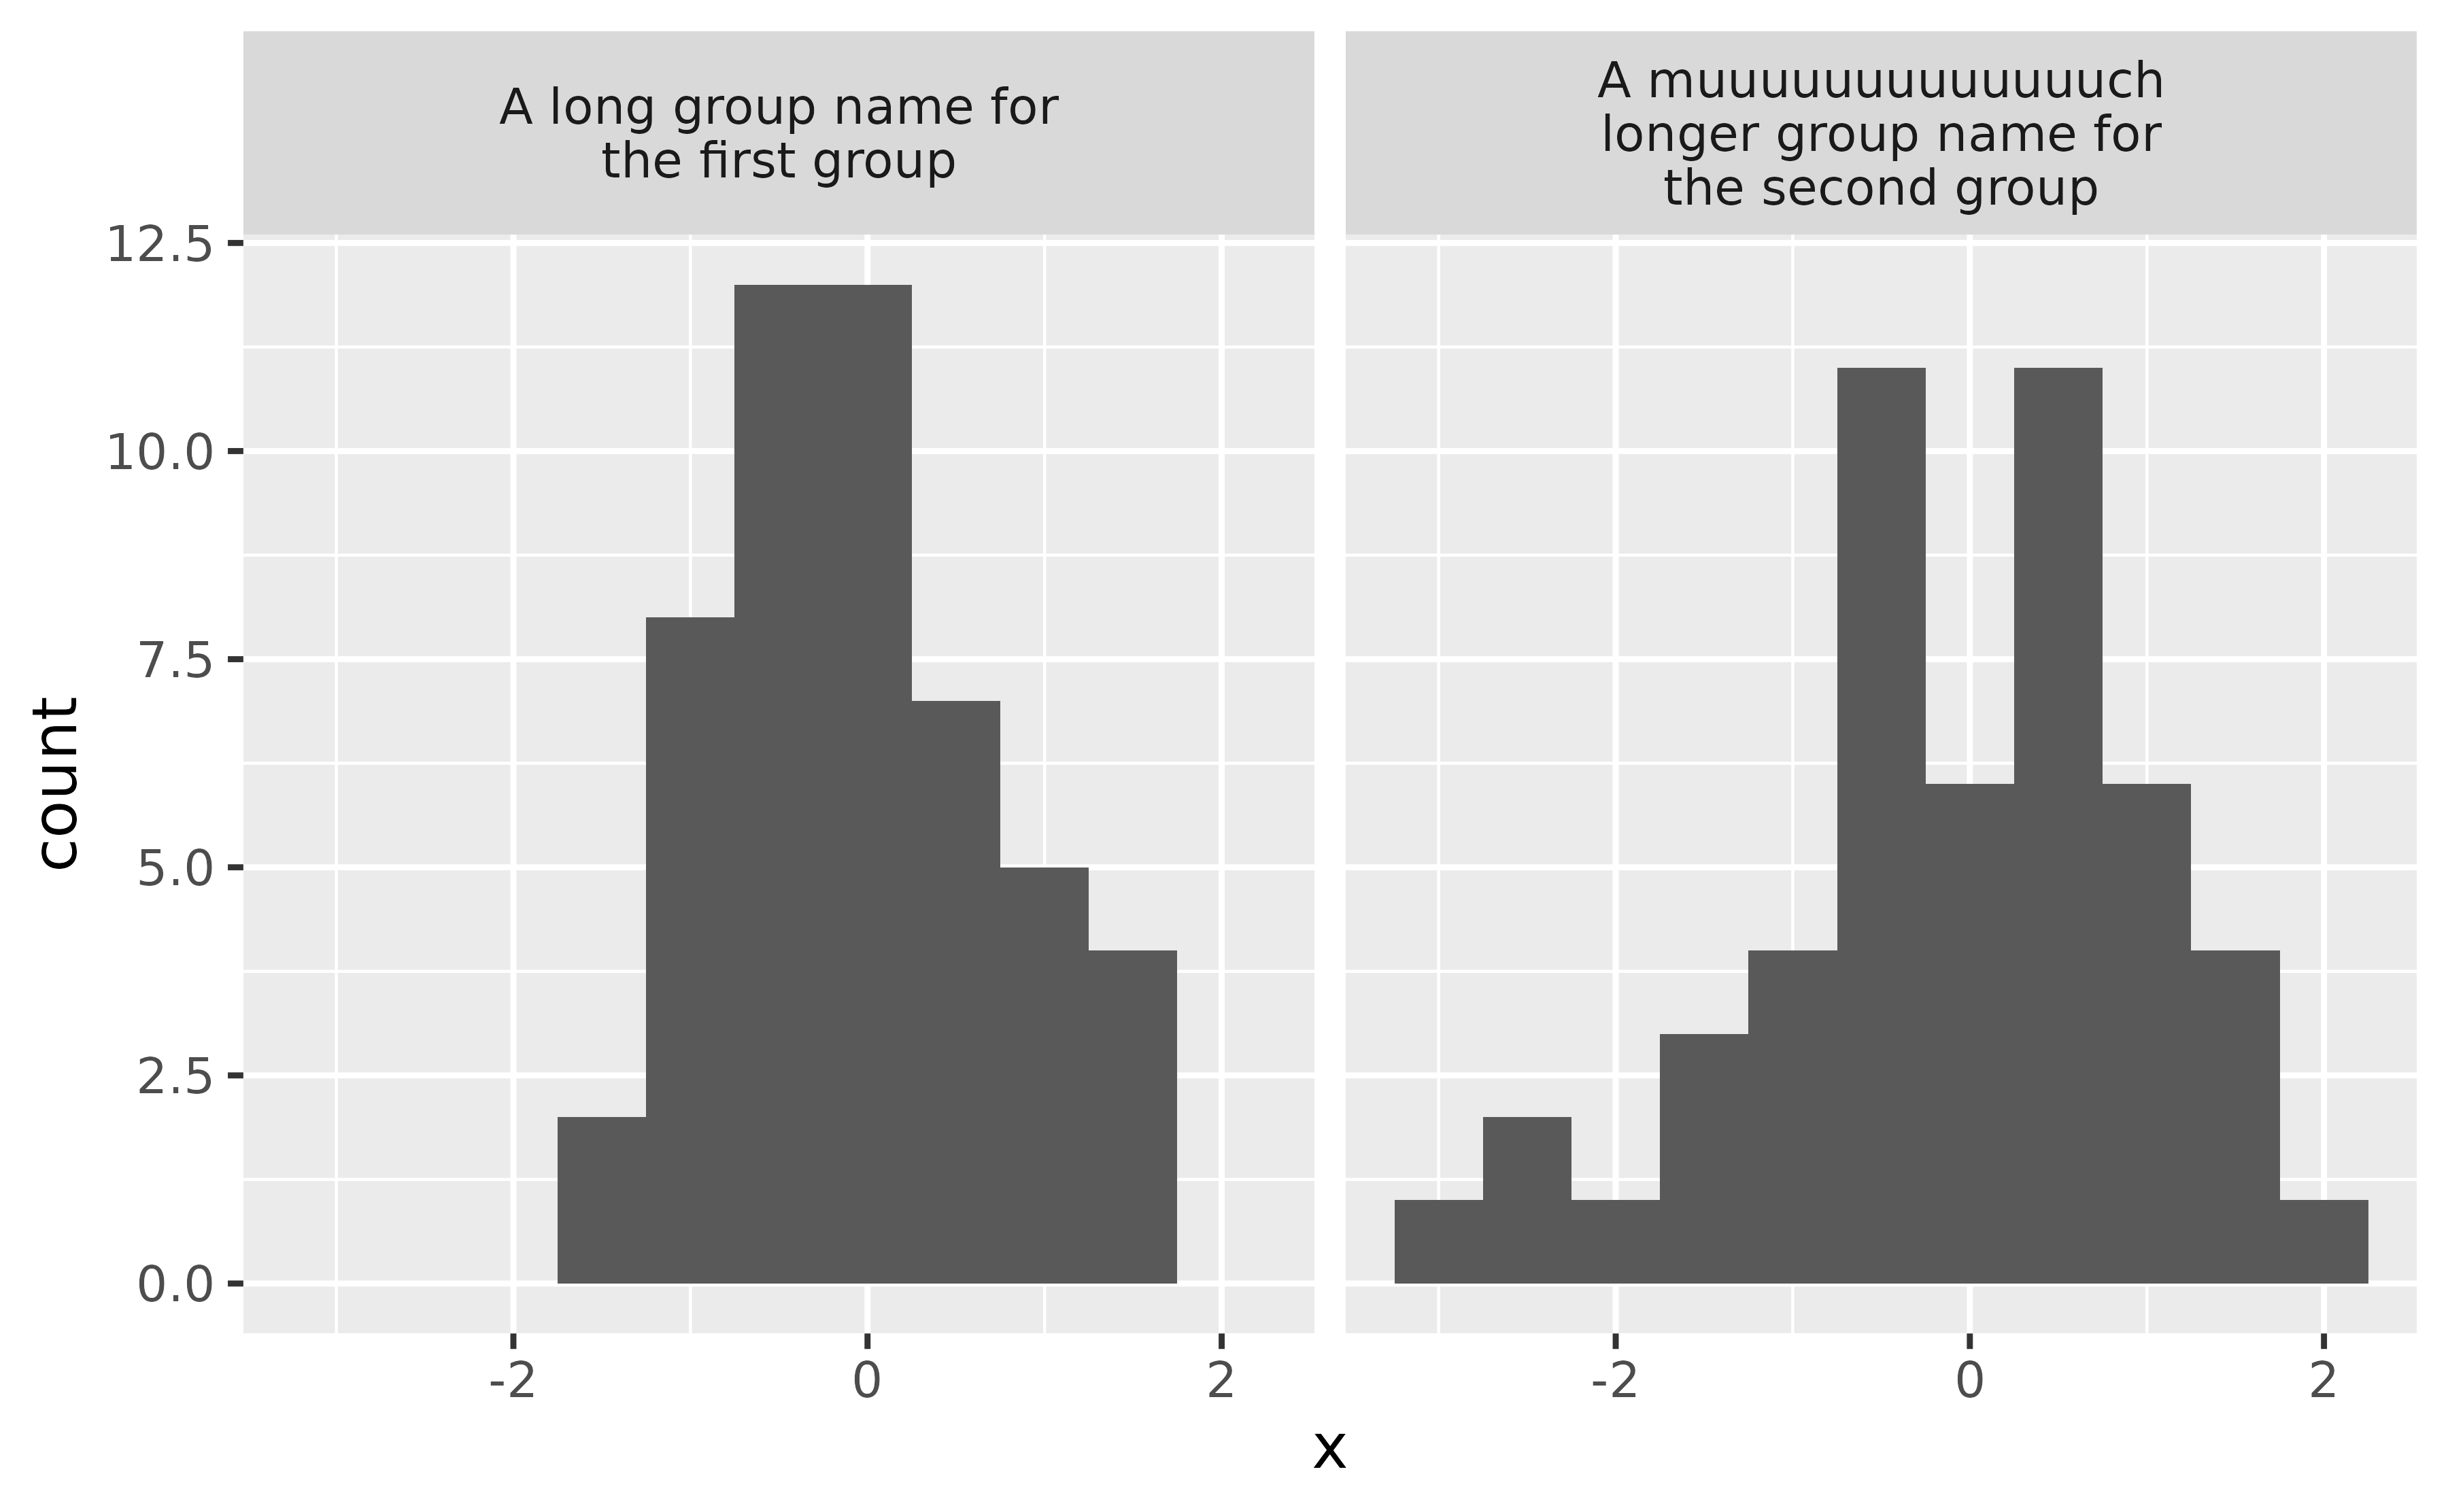 A long group name for
the first group
A muuuuuuuuuuuuuch
longer group name for
the second group
12.5
10.0
7.5
5.0
2.5
0.0
count
-2 0 2
-2 0 2
x